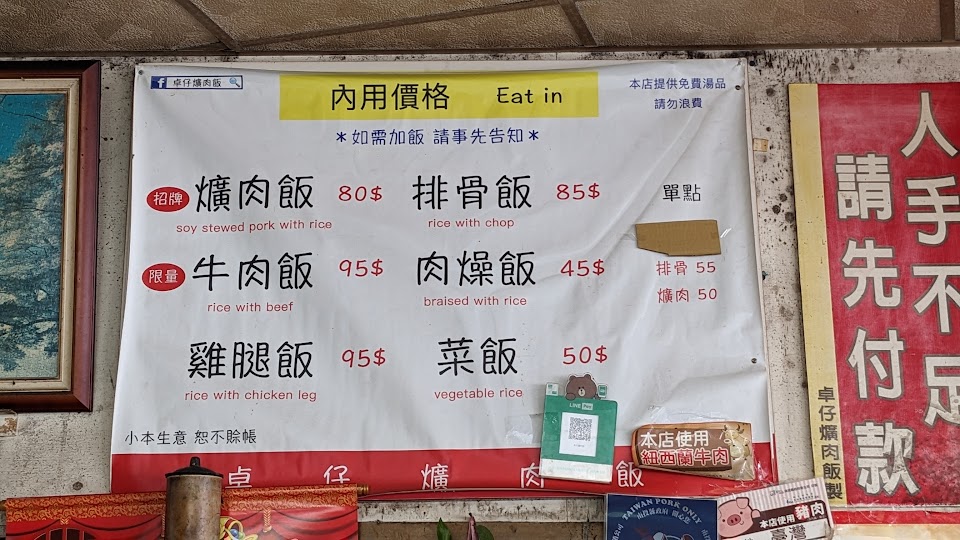 卓仔爌肉飯
內用價格 Eat in
本店提供免費湯品
請勿浪費
*如需加飯 請事先告知*
招牌 爌肉飯 80$ 排骨飯 85$ 單點
soy stewed pork with rice rice with chop
限量 牛肉飯 95$ 肉燥飯 45$ 排骨 55
rice with beef braised with rice 爌肉 50
雞腿飯 95$ 菜飯 50$
rice with chicken leg vegetable rice
小本生意 恕不賒帳
LINE Pay
本店使用
紐西蘭牛肉
卓仔爌肉飯
人手不足
請先付款
卓仔爌肉飯製
TAIWAN PORK ONLY
本店使用豬肉
臺灣